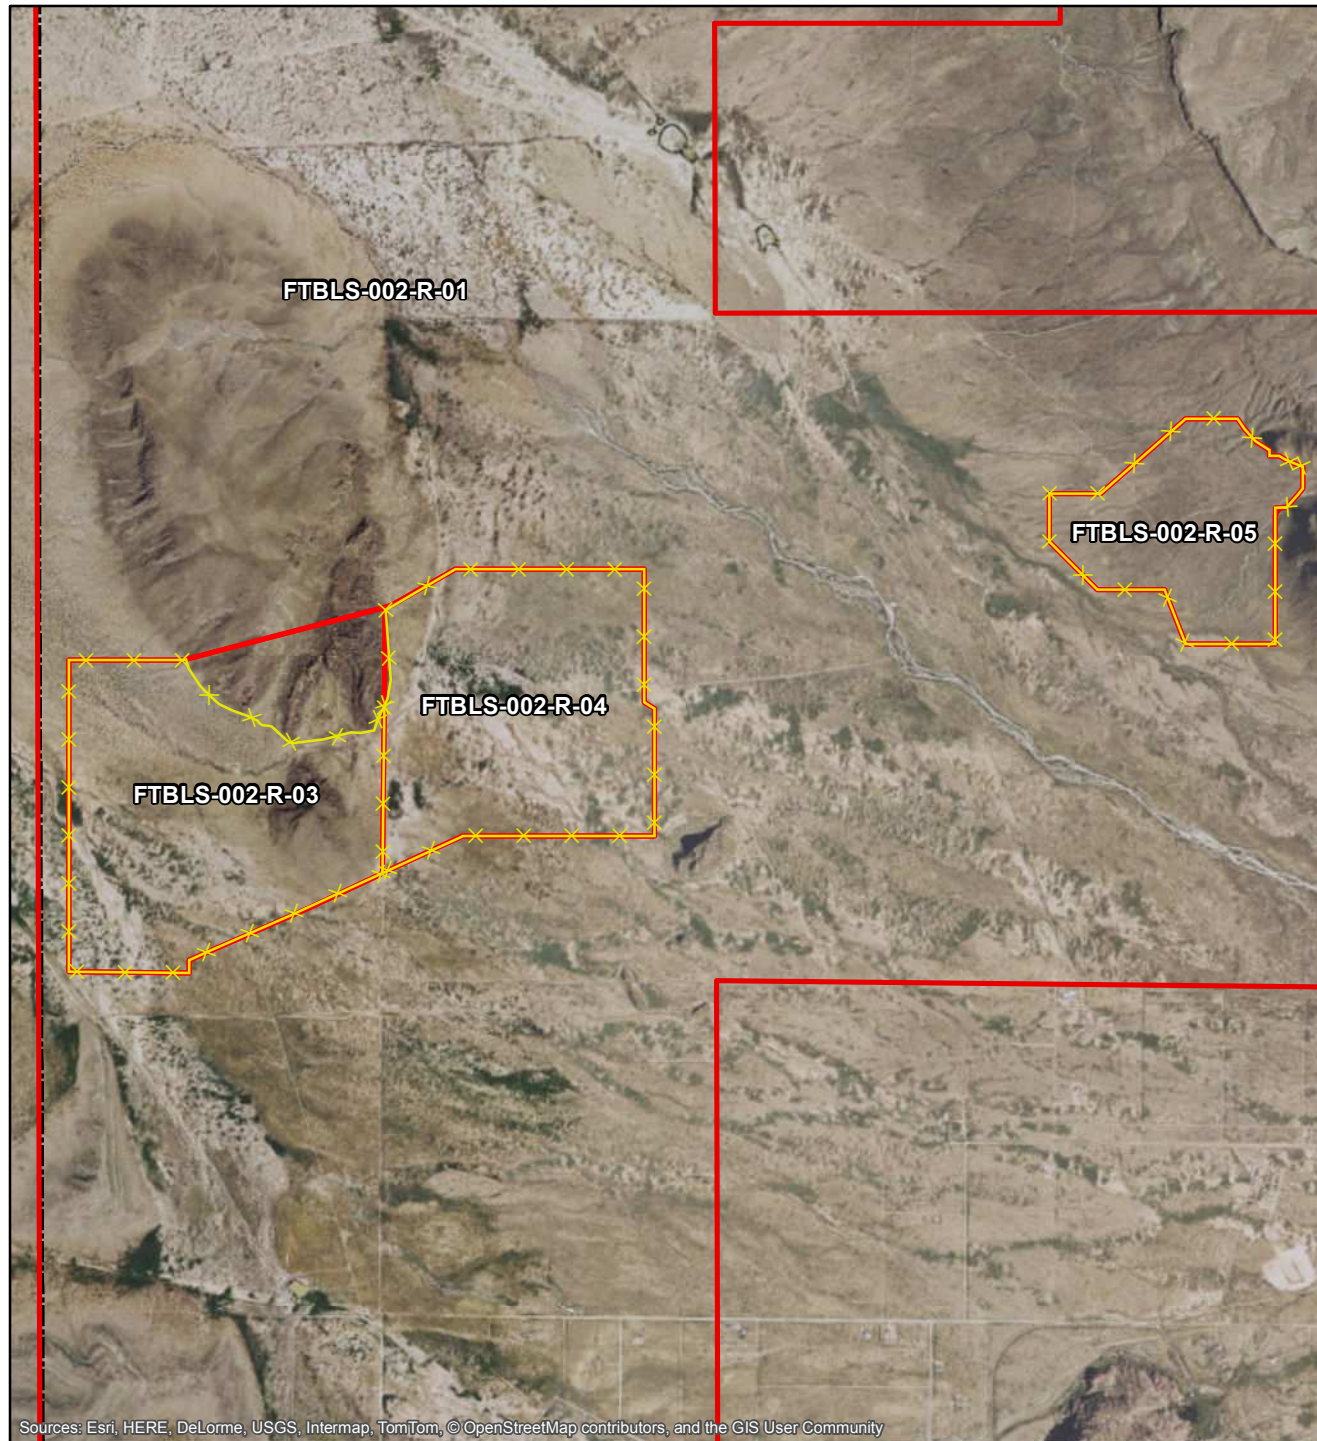 FTBLS-002-R-01
FTBLS-002-R-05
FTBLS-002-R-04
FTBLS-002-R-03
Sources: Esri, HERE, DeLorme, USGS, Intermap, TomTom, © OpenStreetMap contributors, and the GIS User Community